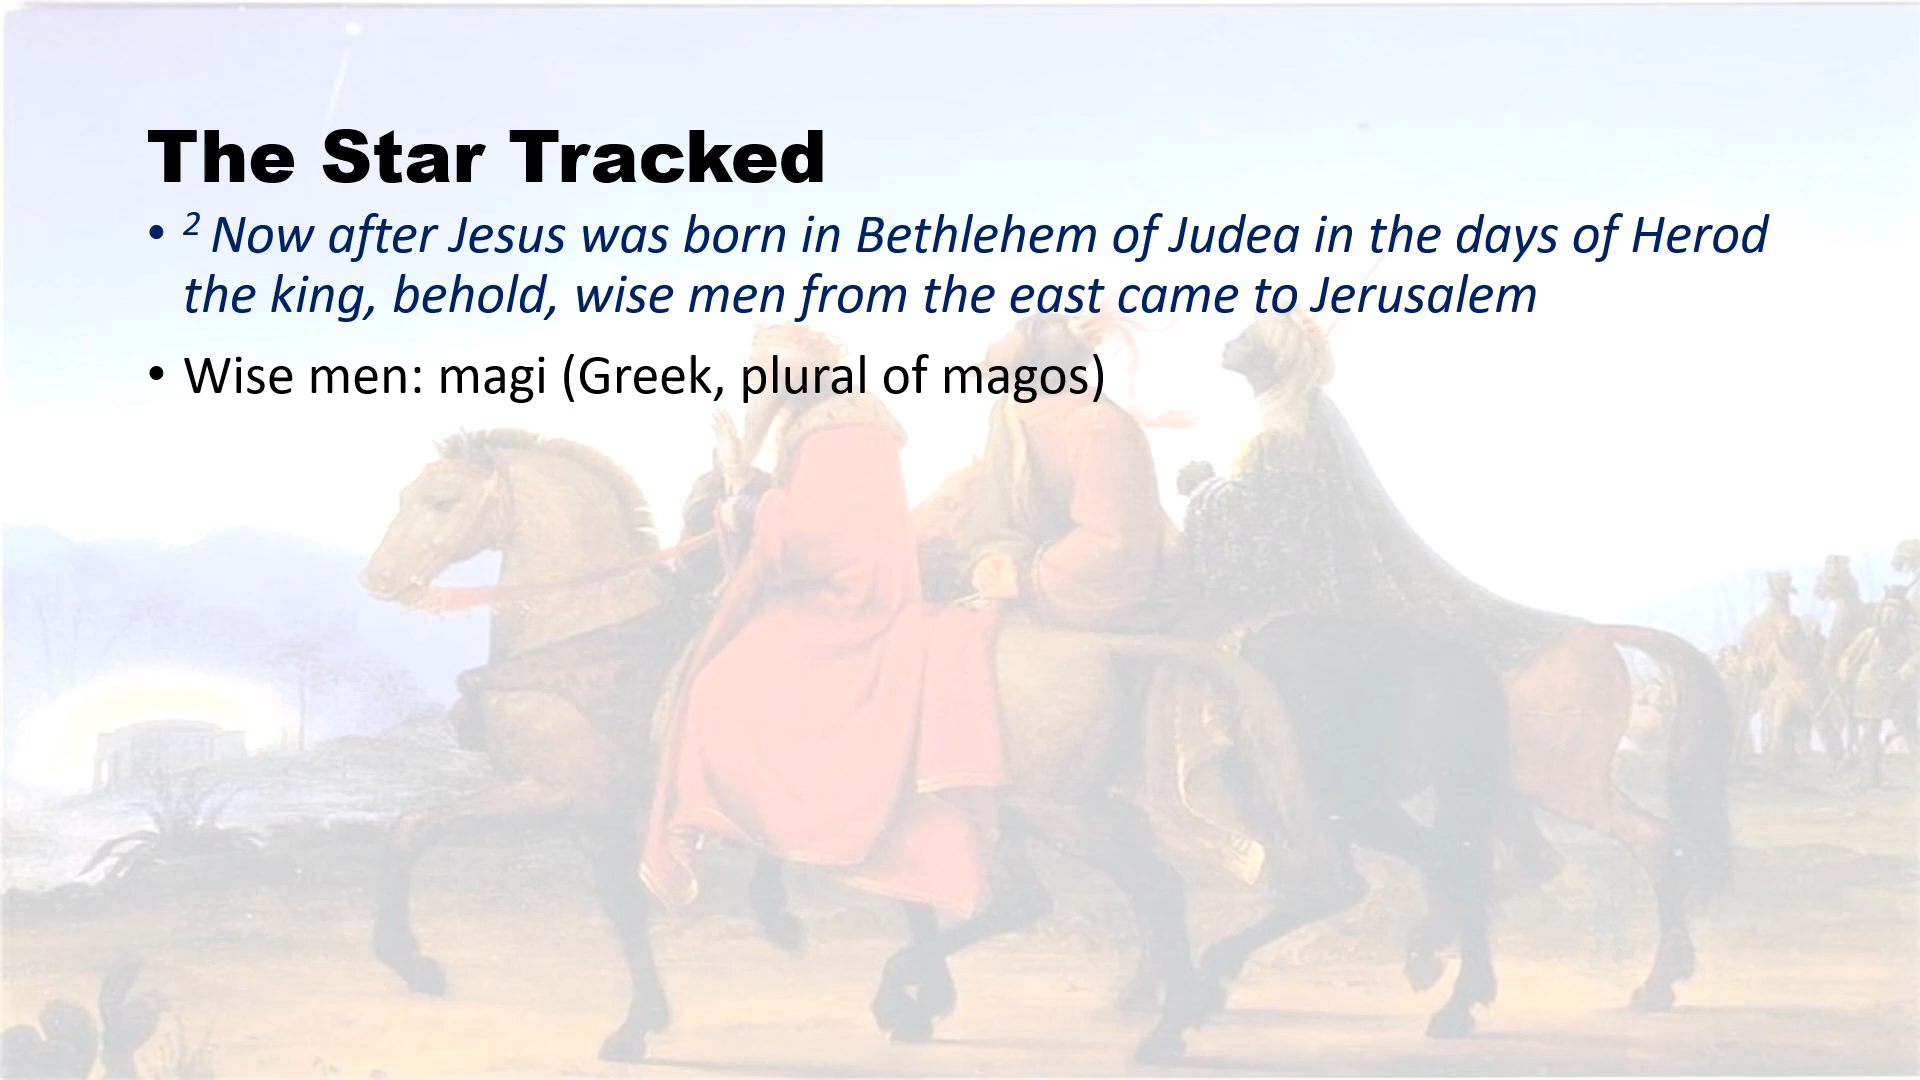 The Star Tracked
• ² Now after Jesus was born in Bethlehem of Judea in the days of Herod
the king, behold, wise men from the east came to Jerusalem
• Wise men: magi (Greek, plural of magos)